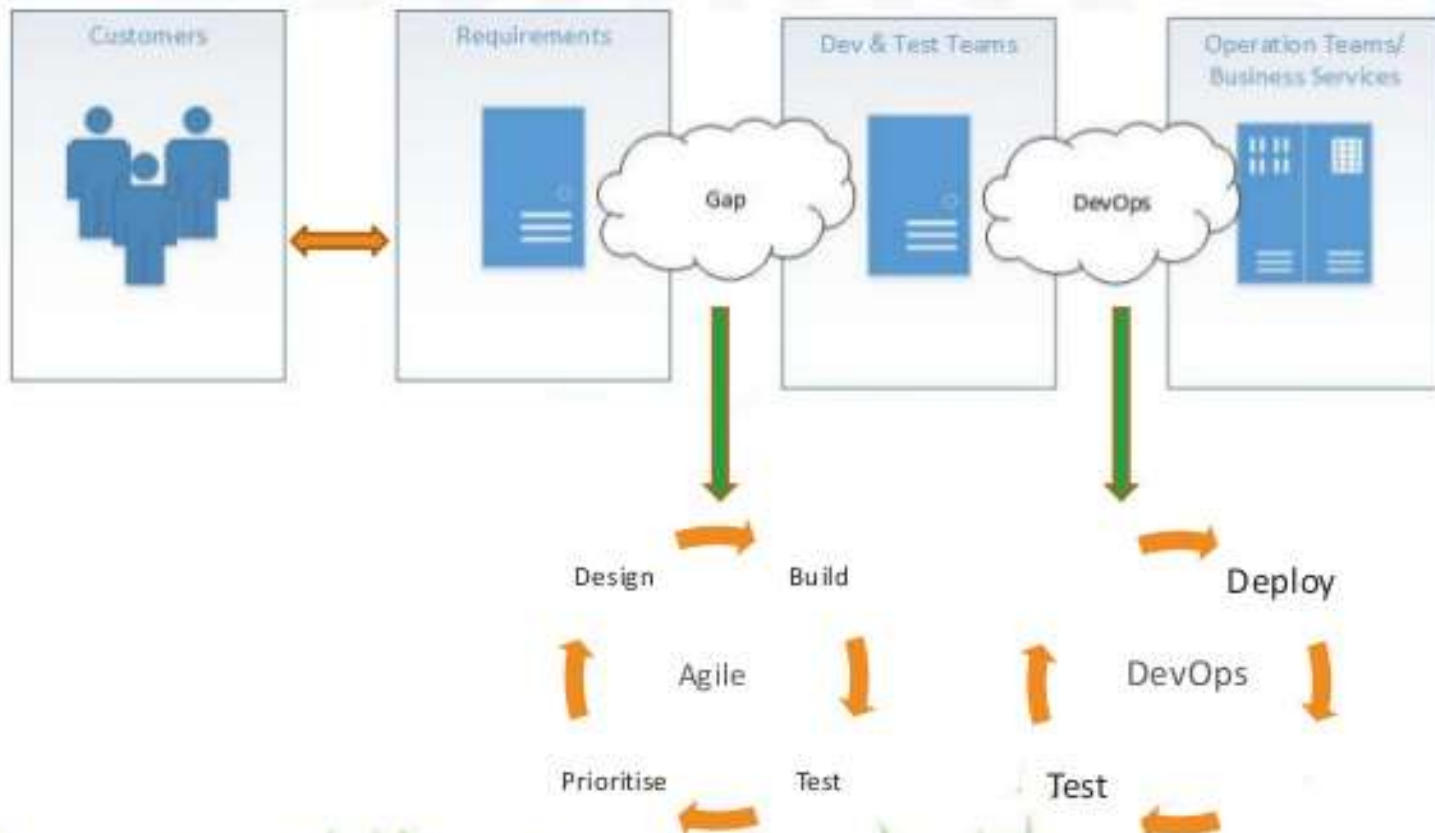 Customers
Requirements
Dev & Test Teams
Operation Teams/
Business Services
Gap
DevOps
Design
Build
Deploy
Agile
DevOps
Prioritise
Test
Test